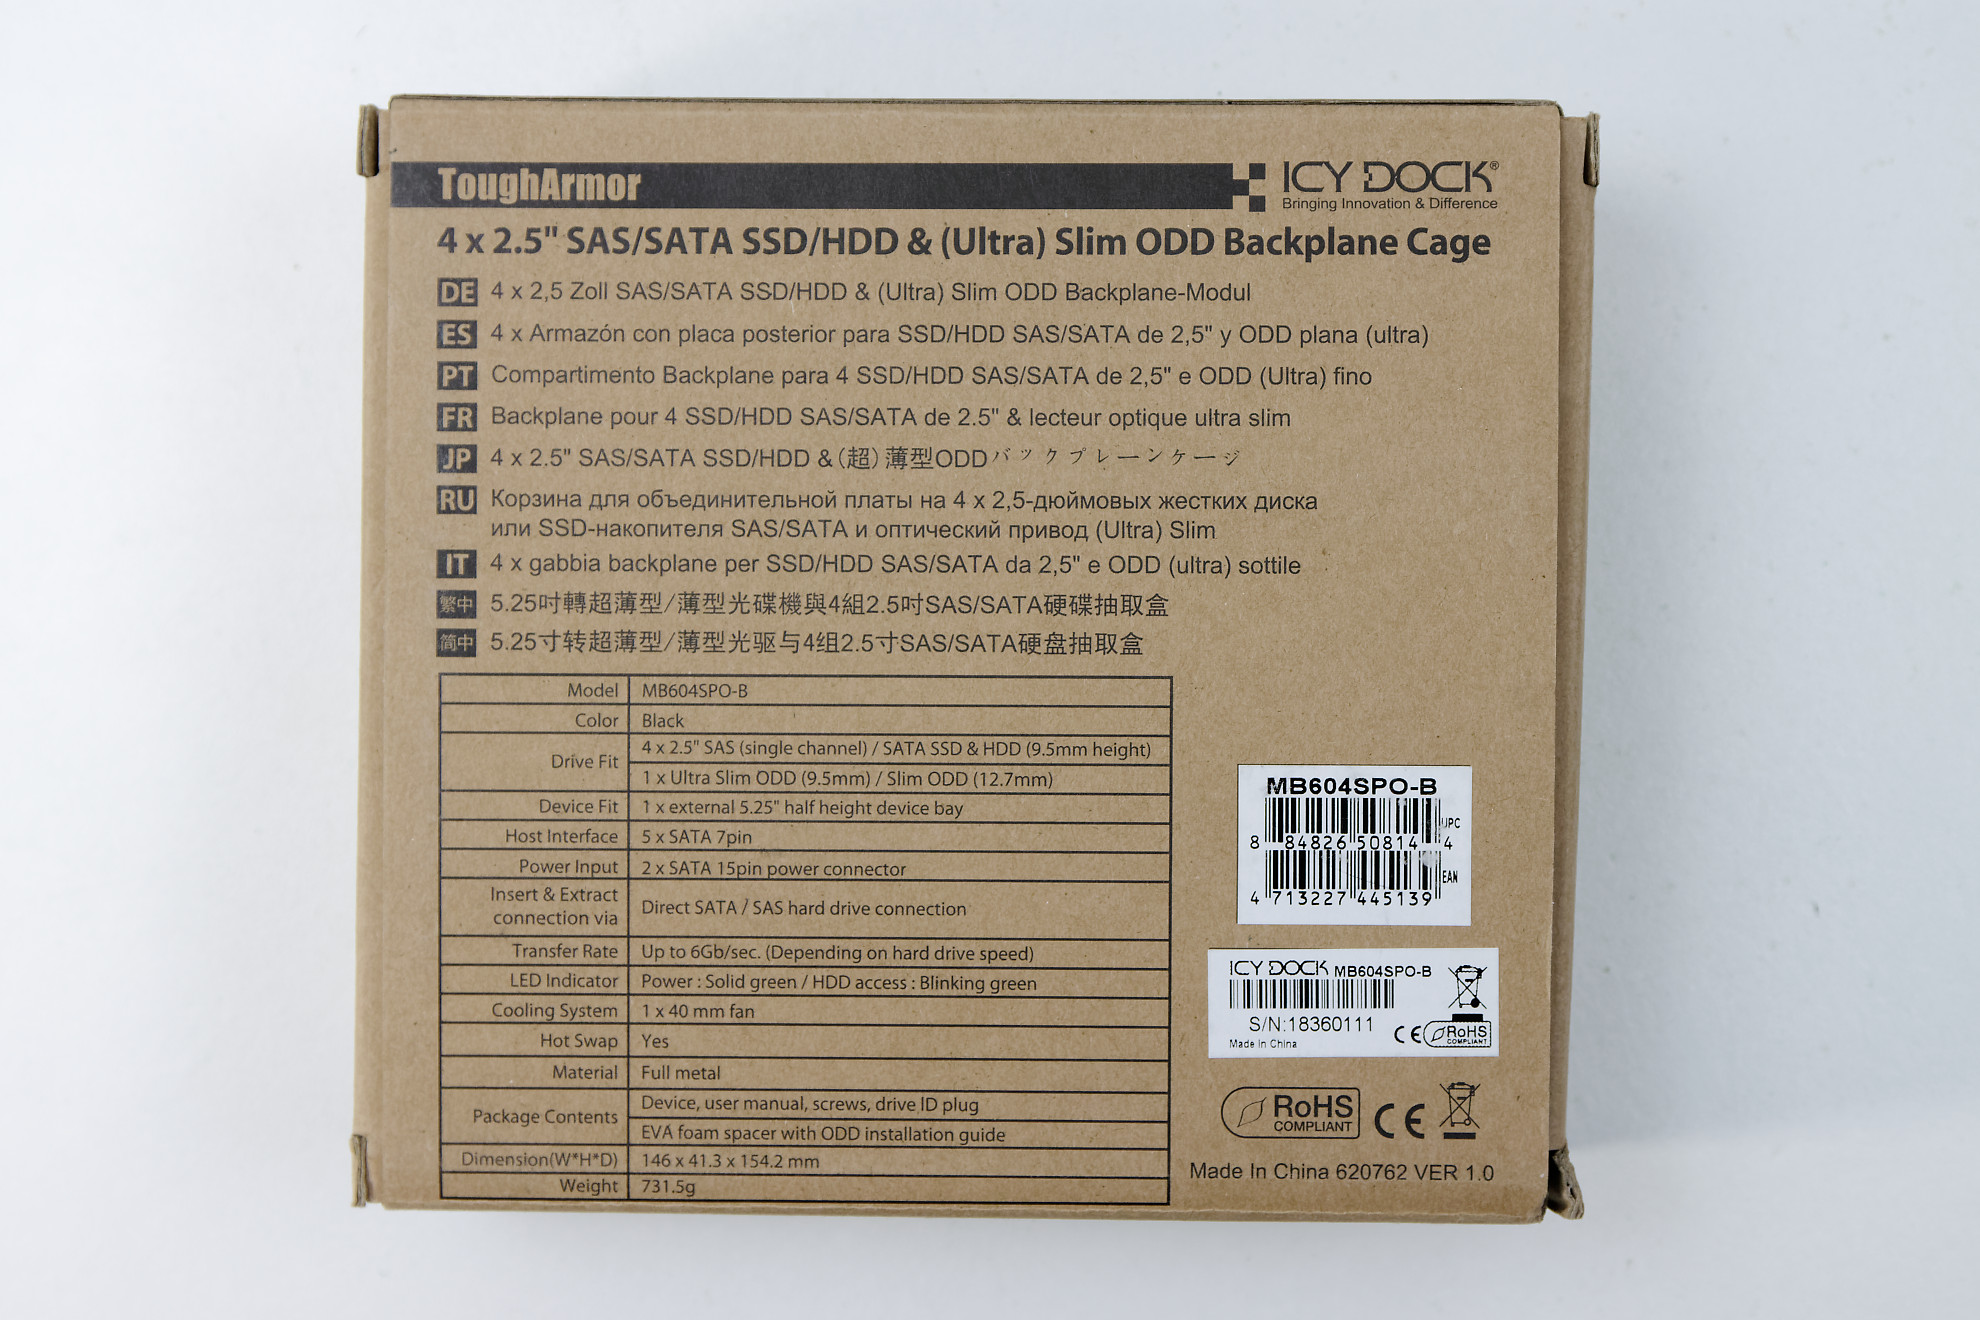 ToughArmor
ICY DOCK®
Bringing Innovation & Difference
4 x 2.5" SAS/SATA SSD/HDD & (Ultra) Slim ODD Backplane Cage
DE 4 x 2,5 Zoll SAS/SATA SSD/HDD & (Ultra) Slim ODD Backplane-Modul
ES 4 x Armazón con placa posterior para SSD/HDD SAS/SATA de 2,5" y ODD plana (ultra)
PT Compartimento Backplane para 4 SSD/HDD SAS/SATA de 2,5" e ODD (Ultra) fino
FR Backplane pour 4 SSD/HDD SAS/SATA de 2.5" & lecteur optique ultra slim
JP 4 x 2.5" SAS/SATA SSD/HDD &(超)薄型ODDバックプレーンケージ
RU Корзина для объединительной платы на 4 x 2,5-дюймовых жестких диска
или SSD-накопителя SAS/SATA и оптический привод (Ultra) Slim
IT 4 x gabbia backplane per SSD/HDD SAS/SATA da 2,5" e ODD (ultra) sottile
繁中 5.25吋轉超薄型/薄型光碟機與4組2.5吋SAS/SATA硬碟抽取盒
简中 5.25寸转超薄型/薄型光驱与4组2.5寸SAS/SATA硬盘抽取盒
Model MB604SPO-B
Color Black
Drive Fit 4 x 2.5" SAS (single channel) / SATA SSD & HDD (9.5mm height)
1 x Ultra Slim ODD (9.5mm) / Slim ODD (12.7mm)
Device Fit 1 x external 5.25" half height device bay
Host Interface 5 x SATA 7pin
Power Input 2 x SATA 15pin power connector
Insert & Extract
connection via Direct SATA / SAS hard drive connection
Transfer Rate Up to 6Gb/sec. (Depending on hard drive speed)
LED Indicator Power : Solid green / HDD access : Blinking green
Cooling System 1 x 40 mm fan
Hot Swap Yes
Material Full metal
Package Contents Device, user manual, screws, drive ID plug
EVA foam spacer with ODD installation guide
Dimension(W*H*D) 146 x 41.3 x 154.2 mm
Weight 731.5g
MB604SPO-B
UPC
8 84826 50814 4
EAN
4 713227 445139
ICY DOCK MB604SPO-B
S/N:18360111
Made In China
CE RoHS
COMPLIANT
RoHS
COMPLIANT
CE
Made In China 620762 VER 1.0